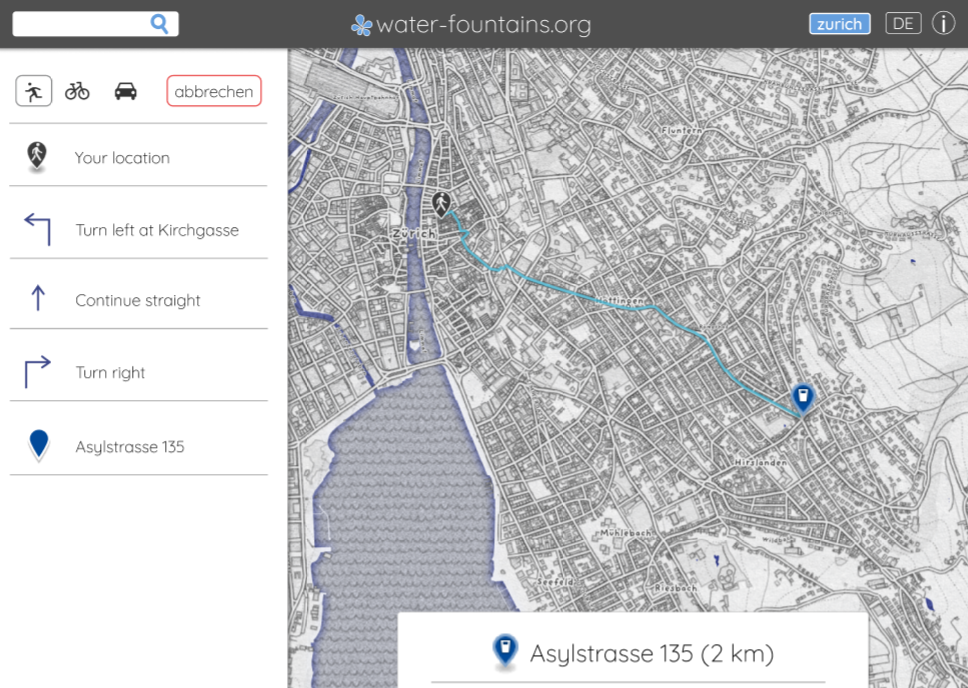 water-fountains.org
zurich
DE
i
abbrechen
Your location
Turn left at Kirchgasse
Continue straight
Turn right
Asylstrasse 135
Fluntern
Zürich
Hottingen
Hirslanden
Mühlebach
Seefeld
Riesbach
Asylstrasse 135 (2 km)